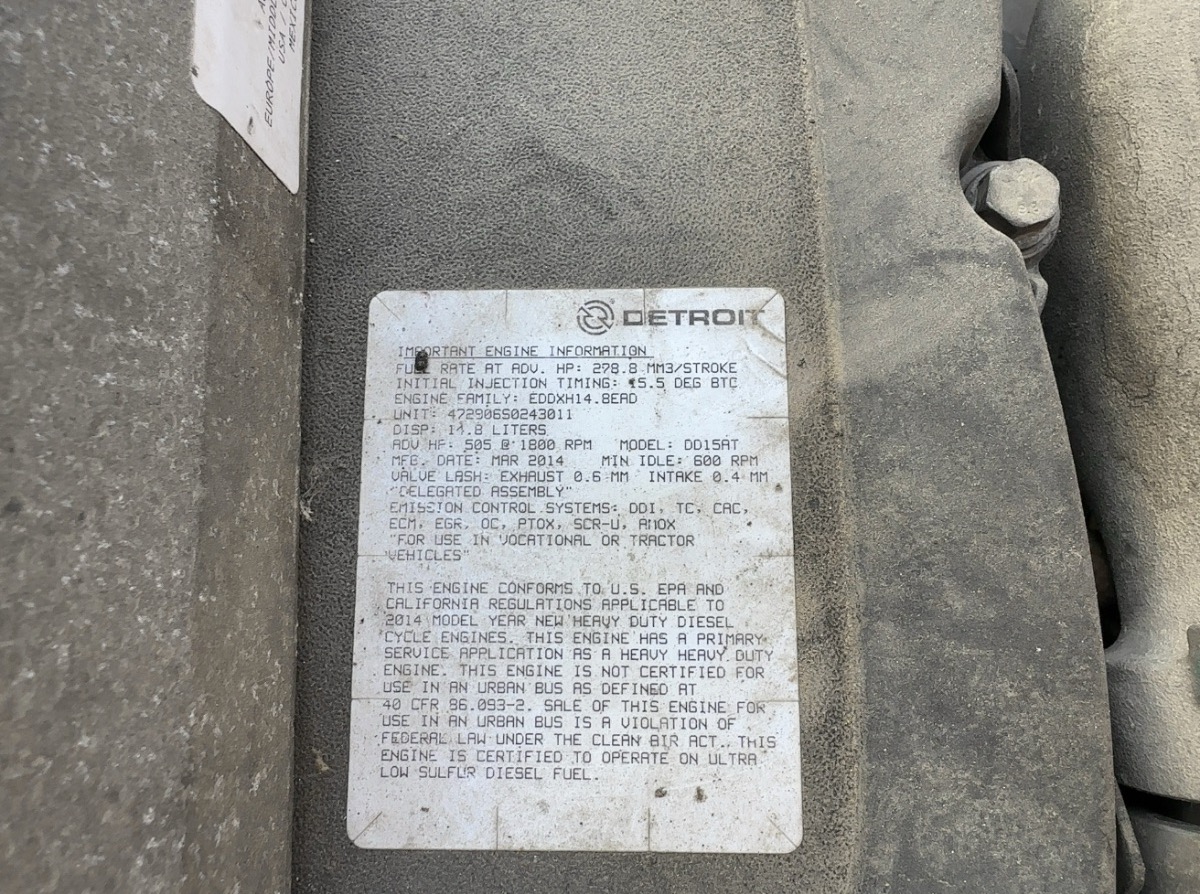 EUROPE/MIDDL
USA / C
MEXIC
DETROIT
IMPORTANT ENGINE INFORMATION
FUEL RATE AT ADV. HP: 278.8 MM3/STROKE
INITIAL INJECTION TIMING: 15.5 DEG BTC
ENGINE FAMILY: EDDXH14.8EAD
UNIT: 472906S0243011
DISP: 14.8 LITERS
ADV HP: 505 @ 1800 RPM MODEL: DD15AT
MFG. DATE: MAR 2014 MIN IDLE: 600 RPM
VALVE LASH: EXHAUST 0.6 MM INTAKE 0.4 MM
"DELEGATED ASSEMBLY"
EMISSION CONTROL SYSTEMS: DDI, TC, CAC,
ECM, EGR, OC, PTOX, SCR-U, AMOX
"FOR USE IN VOCATIONAL OR TRACTOR
VEHICLES"
THIS ENGINE CONFORMS TO U.S. EPA AND
CALIFORNIA REGULATIONS APPLICABLE TO
2014 MODEL YEAR NEW HEAVY DUTY DIESEL
CYCLE ENGINES. THIS ENGINE HAS A PRIMARY
SERVICE APPLICATION AS A HEAVY HEAVY DUTY
ENGINE. THIS ENGINE IS NOT CERTIFIED FOR
USE IN AN URBAN BUS AS DEFINED AT
40 CFR 86.093-2. SALE OF THIS ENGINE FOR
USE IN AN URBAN BUS IS A VIOLATION OF
FEDERAL LAW UNDER THE CLEAN AIR ACT. THIS
ENGINE IS CERTIFIED TO OPERATE ON ULTRA
LOW SULFUR DIESEL FUEL.